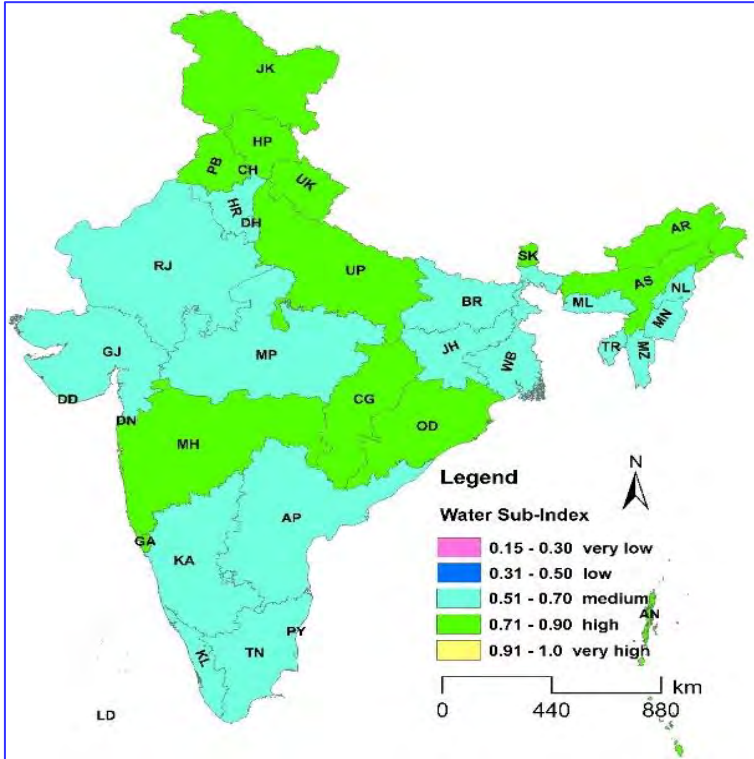 JK
HP
PB
CH
UK
HR
DH
AR
SK
RJ
UP
AS
NL
BR
ML
MN
GJ
MP
JH
TR
MZ
WB
DD
CG
DN
OD
MH
N
Legend
AP
Water Sub-Index
GA
0.15 - 0.30 very low
KA
0.31 - 0.50 low
0.51 - 0.70 medium
AN
PY
0.71 - 0.90 high
KL
TN
0.91 - 1.0 very high
km
LD
0 440 880